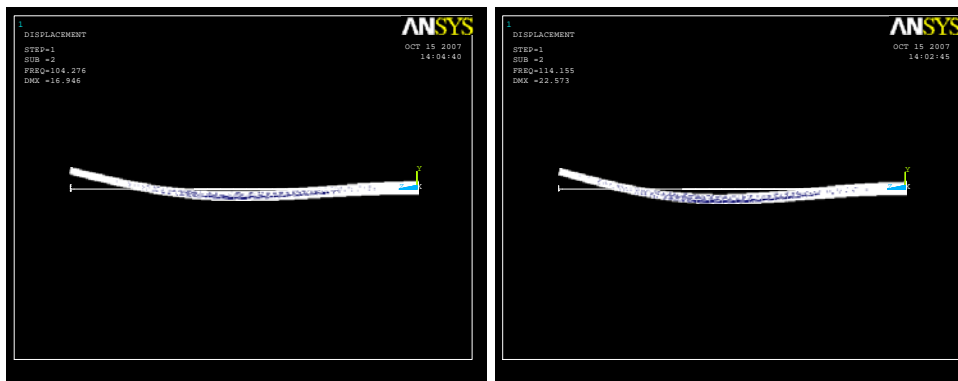 1
DISPLACEMENT
STEP=1
SUB =2
FREQ=104.276
DMX =16.946
ANSYS
OCT 15 2007
14:04:40
Y
X
1
DISPLACEMENT
STEP=1
SUB =2
FREQ=114.155
DMX =22.573
ANSYS
OCT 15 2007
14:02:45
Y